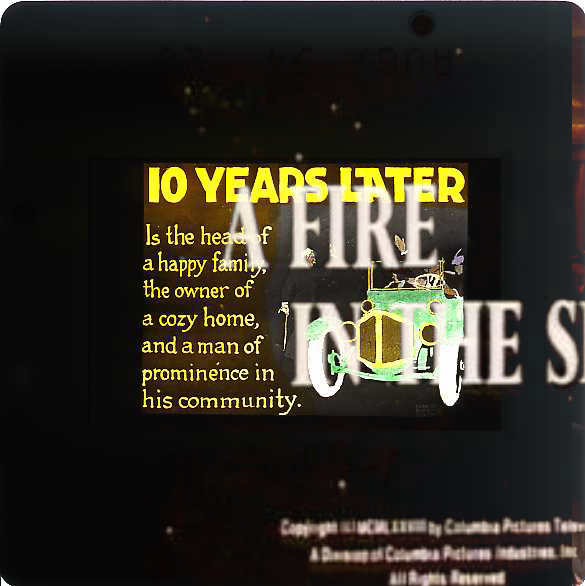 10 YEARS LATER
Is the head of
a happy family,
the owner of
a cozy home,
and a man of
prominence in
his community.
A FIRE
IN THE
Copyright MCMLXXVIII by Columbia Pictures
A Division of Columbia Pictures Industries, Inc.
All Rights Reserved